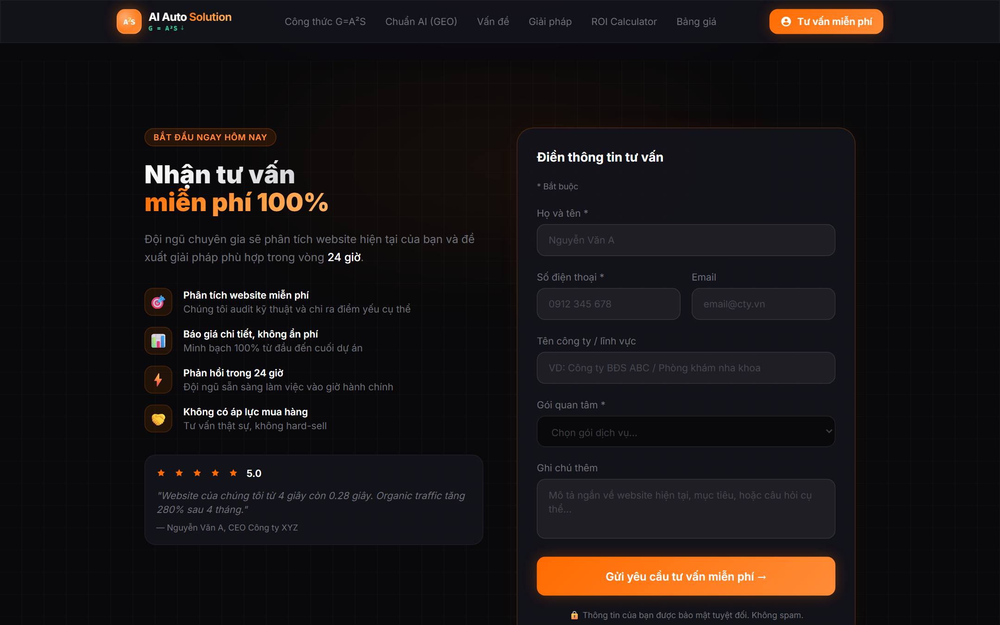 A²S
AI Auto Solution
G = A²S ↓
Công thức G=A²S
Chuẩn AI (GEO)
Vấn đề
Giải pháp
ROI Calculator
Bảng giá
Tư vấn miễn phí
BẮT ĐẦU NGAY HÔM NAY
Nhận tư vấn
miễn phí 100%
Đội ngũ chuyên gia sẽ phân tích website hiện tại của bạn và đề
xuất giải pháp phù hợp trong vòng 24 giờ.
Phân tích website miễn phí
Chúng tôi audit kỹ thuật và chỉ ra điểm yếu cụ thể
Báo giá chi tiết, không ẩn phí
Minh bạch 100% từ đầu đến cuối dự án
Phản hồi trong 24 giờ
Đội ngũ sẵn sàng làm việc vào giờ hành chính
Không có áp lực mua hàng
Tư vấn thật sự, không hard-sell
★ ★ ★ ★ ★ 5.0
"Website của chúng tôi từ 4 giây còn 0.28 giây. Organic traffic tăng
280% sau 4 tháng."
— Nguyễn Văn A, CEO Công ty XYZ
Điền thông tin tư vấn
* Bắt buộc
Họ và tên *
Nguyễn Văn A
Số điện thoại *
Email
0912 345 678
email@cty.vn
Tên công ty / lĩnh vực
VD: Công ty BĐS ABC / Phòng khám nha khoa
Gói quan tâm *
Chọn gói dịch vụ...
Ghi chú thêm
Mô tả ngắn về website hiện tại, mục tiêu, hoặc câu hỏi cụ
thể...
Gửi yêu cầu tư vấn miễn phí →
Thông tin của bạn được bảo mật tuyệt đối. Không spam.